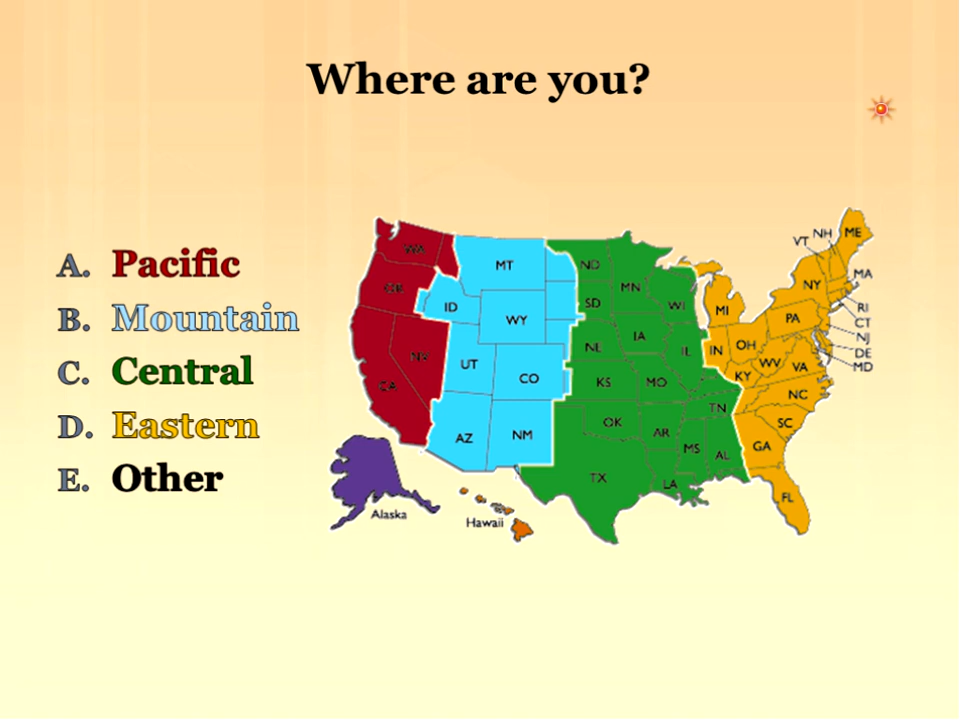 Where are you?
A. Pacific
B. Mountain
C. Central
D. Eastern
E. Other
WA
OR
CA
NV
ID
MT
WY
UT
CO
AZ
NM
ND
SD
NE
KS
OK
TX
MN
IA
MO
AR
LA
WI
IL
MS
AL
TN
MI
IN
OH
KY
WV
VA
NC
SC
GA
FL
PA
NY
VT
NH
ME
MA
RI
CT
NJ
DE
MD
Alaska
Hawaii